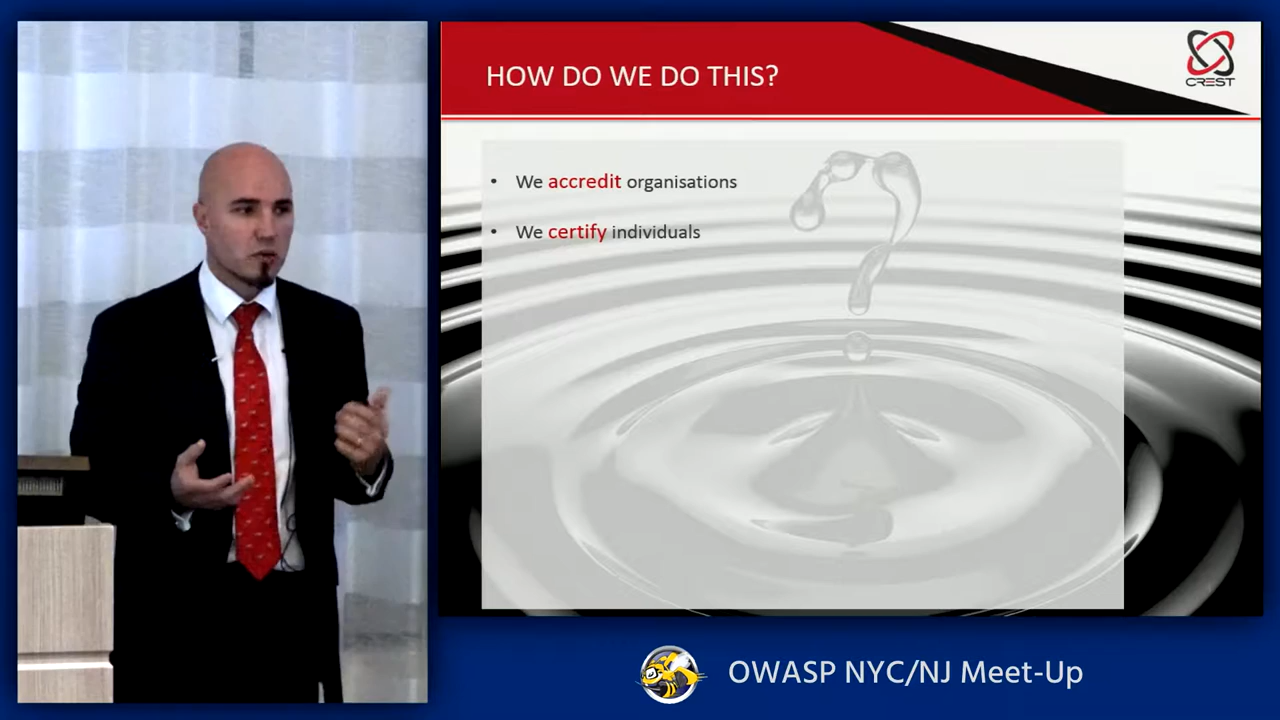 HOW DO WE DO THIS?
CREST
• We accredit organisations
• We certify individuals
OWASP NYC/NJ Meet-Up